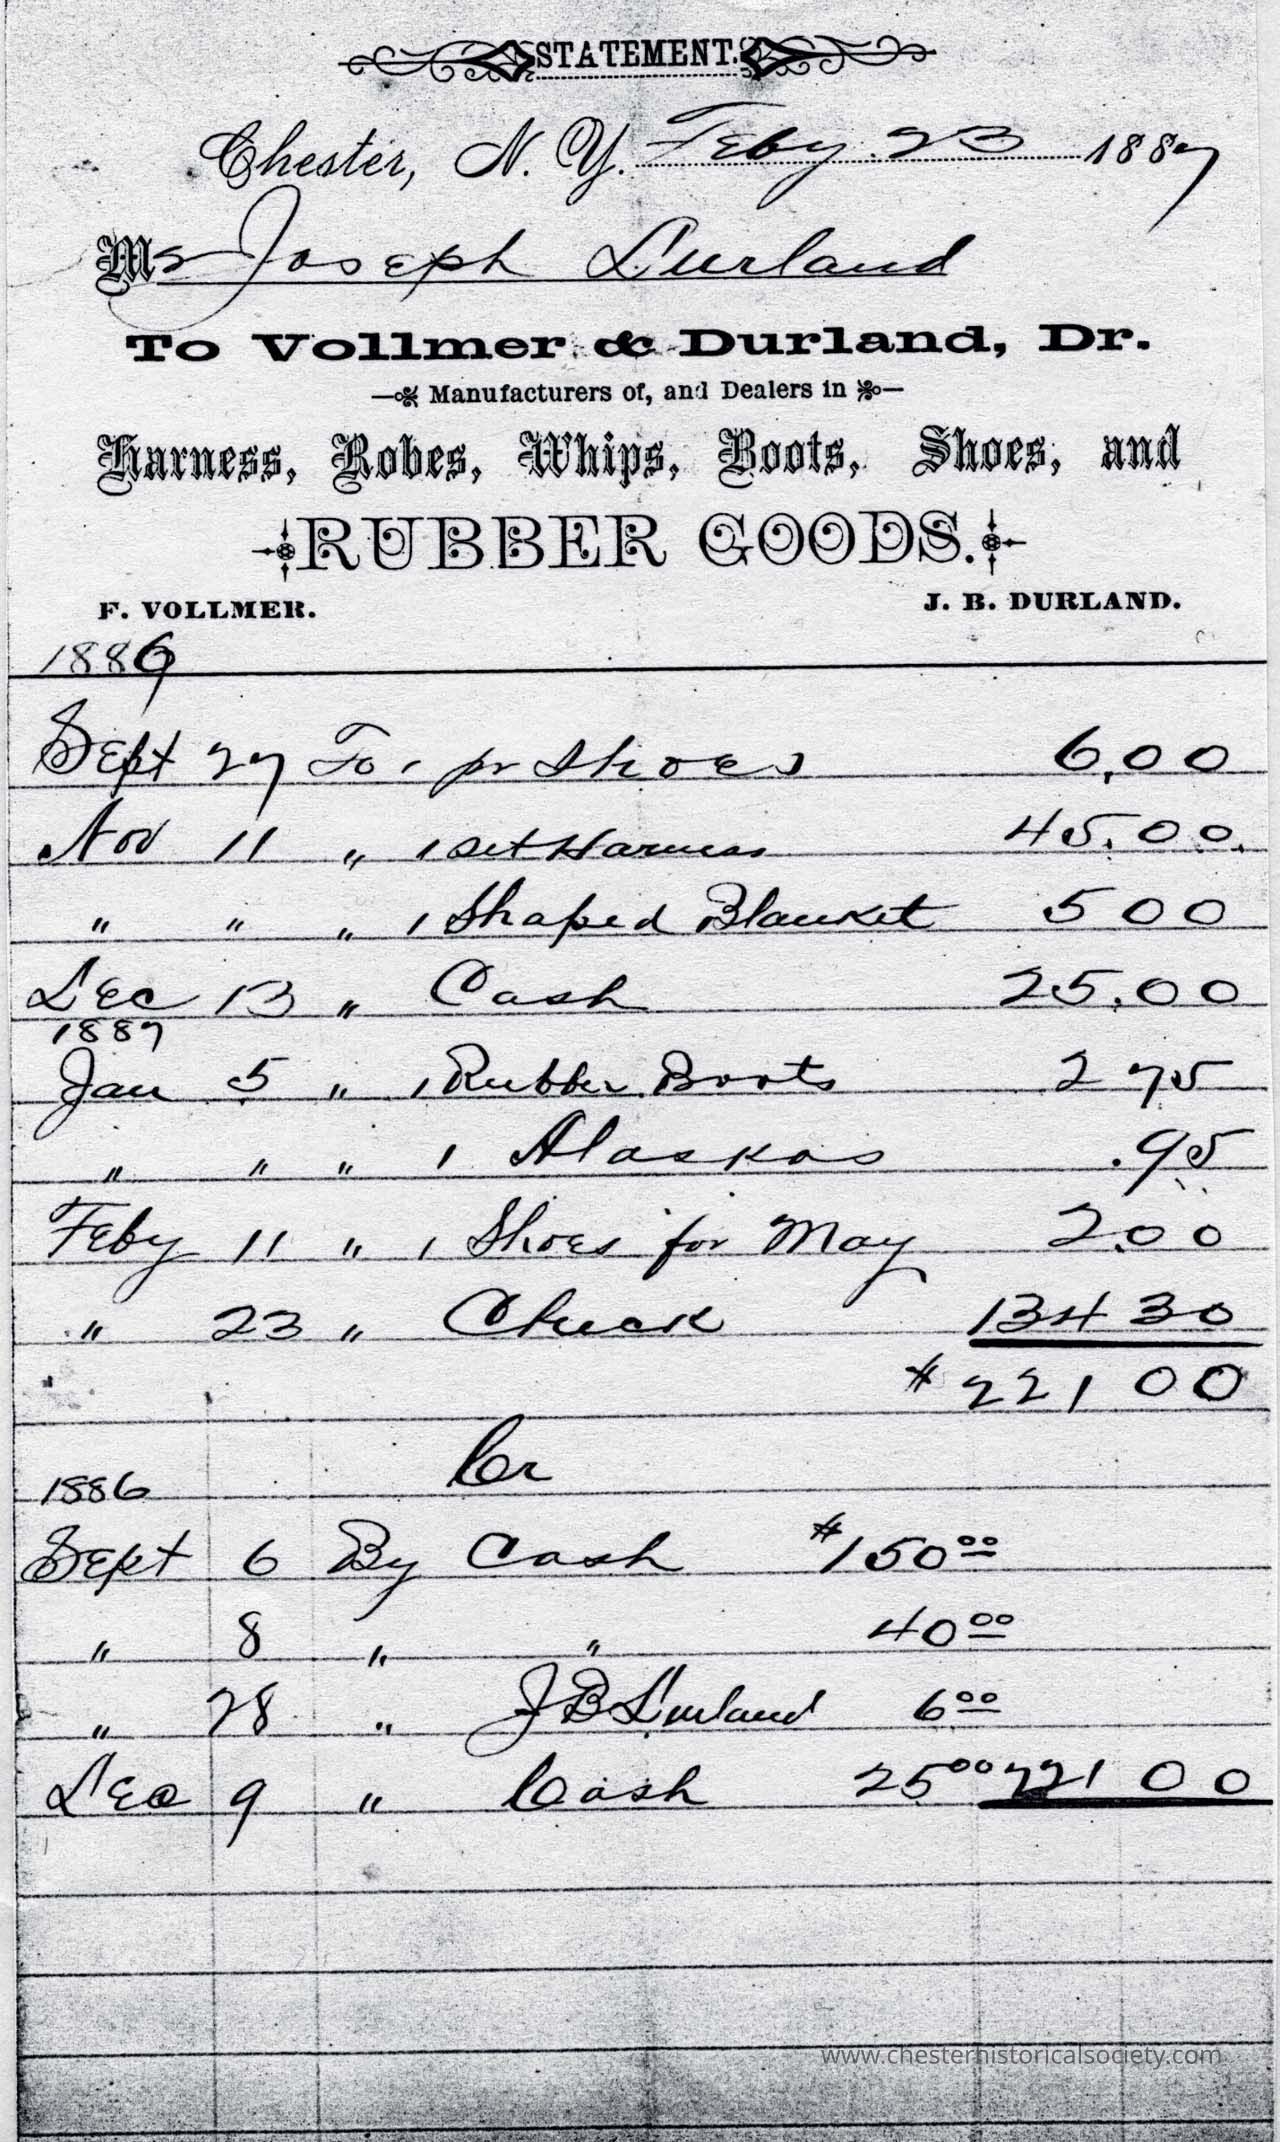 STATEMENT.
Chester, N. Y. Feby. 23 1887
Mr Joseph Durland
To Vollmer & Durland, Dr.
Manufacturers of, and Dealers in
Harness, Robes, Whips, Boots, Shoes, and
RUBBER GOODS.
F. VOLLMER. J. B. DURLAND.
1886
Sept 27 To 1 pr Shoes 6,00
Nov 11 " 1 set Harness 45.00.
" " " 1 Shaped Blanket 5 00
Dec 13 " Cash 25.00
1887
Jan 5 " 1 Rubber Boots 2 75
" " " 1 Alaskas .95
Feby 11 " 1 Shoes for May 2.00
" 23 " Check 134 30
$ 221 00
Cr
1886
Sept 6 By Cash $150 00
" 8 " " 40 00
" 28 " J B Durland 6 00
Dec 9 " Cash 25 00 221 00
www.chesterhistoricalsociety.com